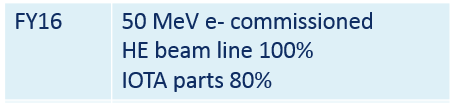 FY16 50 MeV e- commissioned
HE beam line 100%
IOTA parts 80%